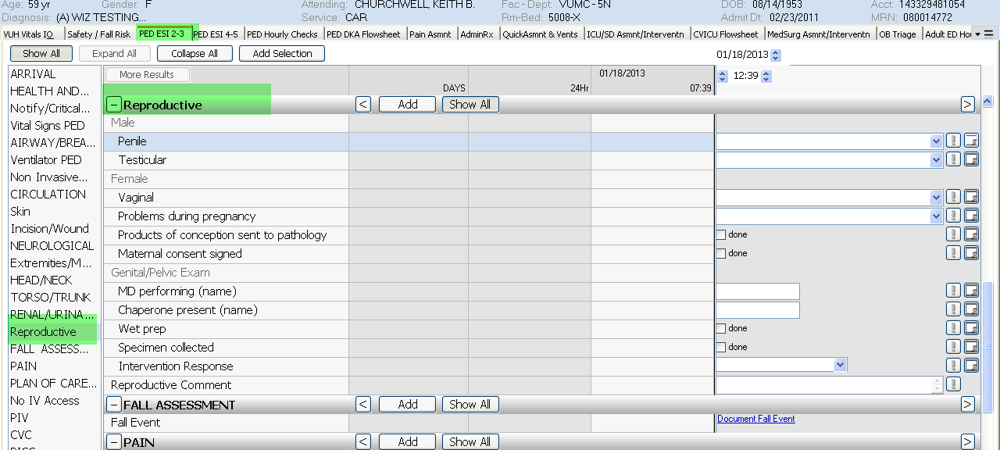 Age: 59 yr Gender: F Attending: CHURCHWELL, KEITH B. Fac - Dept: VUMC - 5N DOB: 08/14/1953 Acct: 1433329481054
Diagnosis: (A) WIZ TESTING... Service: CAR Rm-Bed: 5008-X Admit Dt: 02/23/2011 MRN: 080014772
VUH Vitals IO Safety / Fall Risk PED ESI 2-3 PED ESI 4-5 PED Hourly Checks PED DKA Flowsheet Pain Asmnt AdminRx QuickAsmnt & Vents ICU/SD Asmnt/Interventn CVICU Flowsheet MedSurg Asmnt/Interventn OB Triage Adult ED Hou
Show All Expand All Collapse All Add Selection 01/18/2013
12:39
More Results 01/18/2013
DAYS 24Hr 07:39
ARRIVAL
HEALTH AND...
Notify/Critical...
Vital Signs PED
AIRWAY/BREA...
Ventilator PED
Non Invasive...
CIRCULATION
Skin
Incision/Wound
NEUROLOGICAL
Extremities/M...
HEAD/NECK
TORSO/TRUNK
RENAL/URINA...
Reproductive
FALL ASSESS...
PAIN
PLAN OF CARE...
No IV Access
PIV
CVC
− Reproductive < Add Show All >
Male
Penile
Testicular
Female
Vaginal
Problems during pregnancy
Products of conception sent to pathology done
Maternal consent signed done
Genital/Pelvic Exam
MD performing (name)
Chaperone present (name)
Wet prep done
Specimen collected done
Intervention Response
Reproductive Comment
− FALL ASSESSMENT < Add Show All >
Fall Event Document Fall Event
− PAIN < Add Show All >